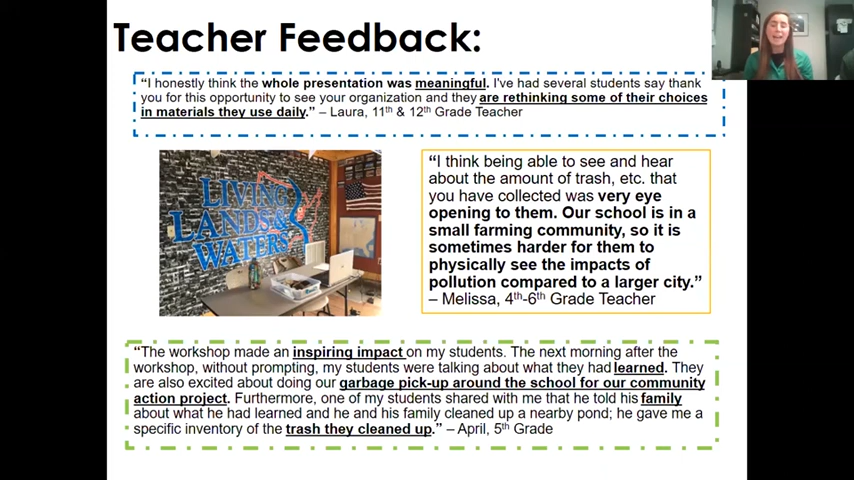 Teacher Feedback:
“I honestly think the whole presentation was meaningful. I've had several students say thank
you for this opportunity to see your organization and they are rethinking some of their choices
in materials they use daily.” – Laura, 11th & 12th Grade Teacher
LIVING
LANDS &
WATERS
“I think being able to see and hear
about the amount of trash, etc. that
you have collected was very eye
opening to them. Our school is in a
small farming community, so it is
sometimes harder for them to
physically see the impacts of
pollution compared to a larger city.”
– Melissa, 4th-6th Grade Teacher
“The workshop made an inspiring impact on my students. The next morning after the
workshop, without prompting, my students were talking about what they had learned. They
are also excited about doing our garbage pick-up around the school for our community
action project. Furthermore, one of my students shared with me that he told his family
about what he had learned and he and his family cleaned up a nearby pond; he gave me a
specific inventory of the trash they cleaned up.” – April, 5th Grade